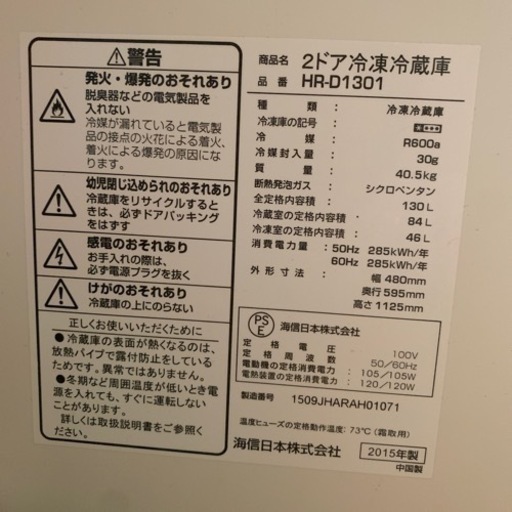 警告
発火・爆発のおそれあり
脱臭器などの電気製品を
入れない
冷媒が漏れていると電気製
品の接点の火花による着火、
着火による爆発の原因にな
ります。
幼児閉じ込められのおそれあり
冷蔵庫をリサイクルすると
きは、必ずドアパッキング
をはずす
感電のおそれあり
お手入れの際は、
必ず電源プラグを抜く
けがのおそれあり
冷蔵庫の上にのらない
正しくお使いいただくために
●冷蔵庫の表面が熱くなるのは、
放熱パイプで露付防止をしている
ためです。異常ではありません。
●冬期など周囲温度が低いとき電
源を入れても、すぐに運転しない
ことがあります。
詳しくは取扱説明書をご参照くだ
さい。
商品名 2ドア冷凍冷蔵庫
品番 HR-D1301
種類： 冷凍冷蔵庫
冷凍庫の記号：
冷媒： R600a
冷媒封入量： 30g
質量： 40.5kg
断熱発泡ガス： シクロペンタン
全定格内容積： 130L
冷蔵室の定格内容積： 84L
冷凍室の定格内容積： 46L
消費電力量：50Hz 285kWh/年
60Hz 285kWh/年
外形寸法： 幅 480mm
奥行 595mm
高さ 1125mm
PSE 海信日本株式会社
定格電圧： 100V
定格周波数： 50/60Hz
電動機の定格消費電力：105/105W
電熱装置の定格消費電力：120/120W
製造番号 1509JHARAH01071
温度ヒューズの定格動作温度：73℃（霜取用）
海信日本株式会社 2015年製
中国製